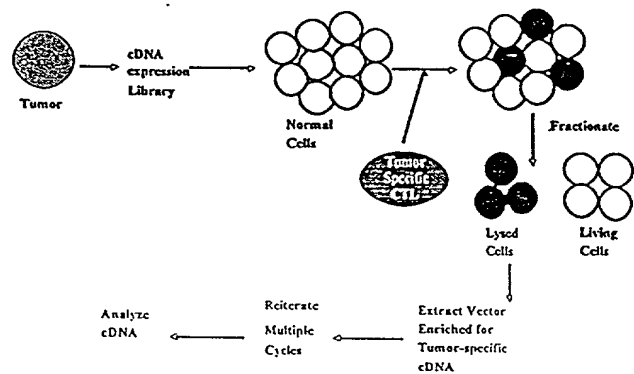 Tumor
cDNA
expression
Library
Normal
Cells
Tumor
Specific
CTL
Fractionate
Lysed
Cells
Living
Cells
Extract Vector
Enriched for
Tumor-specific
cDNA
Reiterate
Multiple
Cycles
Analyze
cDNA